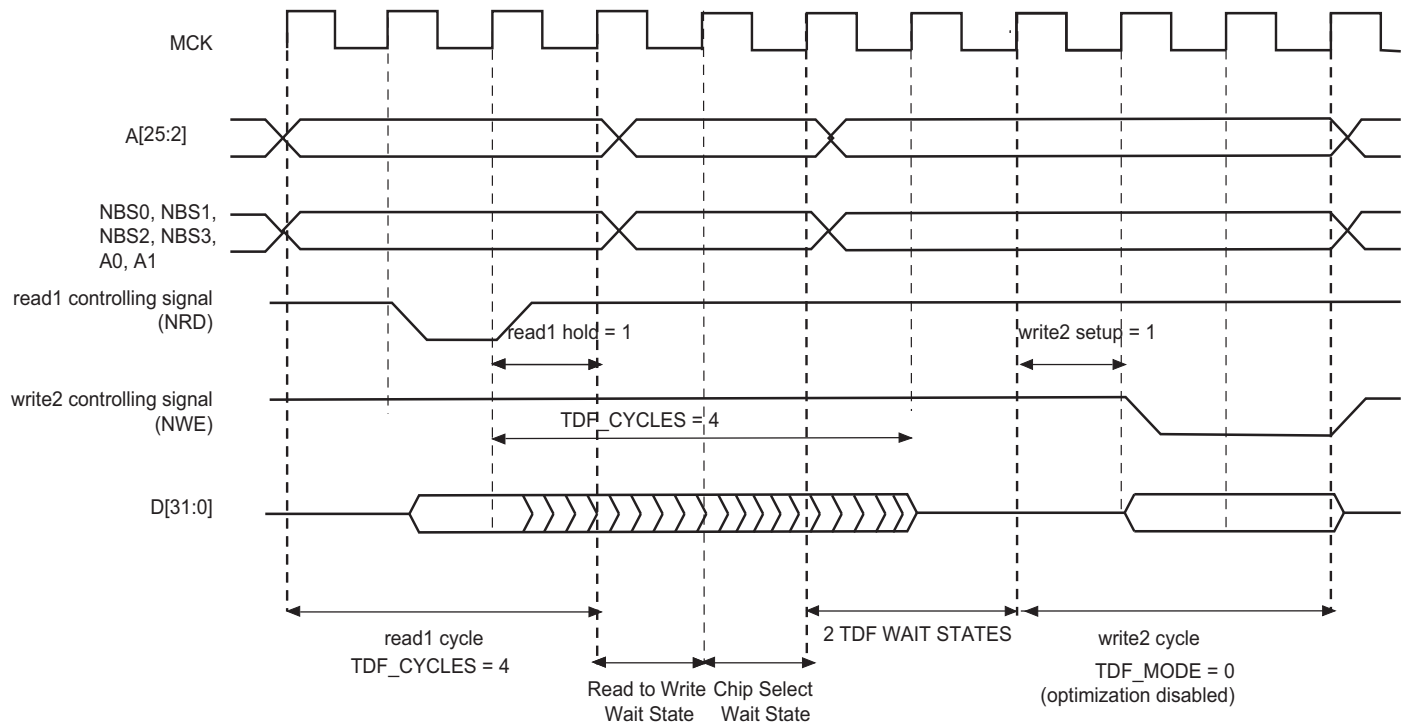 MCK
A[25:2]
NBS0, NBS1,
NBS2, NBS3,
A0, A1
read1 controlling signal
(NRD)
read1 hold = 1
write2 setup = 1
write2 controlling signal
(NWE)
TDF_CYCLES = 4
D[31:0]
read1 cycle
TDF_CYCLES = 4
2 TDF WAIT STATES
write2 cycle
TDF_MODE = 0
(optimization disabled)
Read to Write
Wait State
Chip Select
Wait State